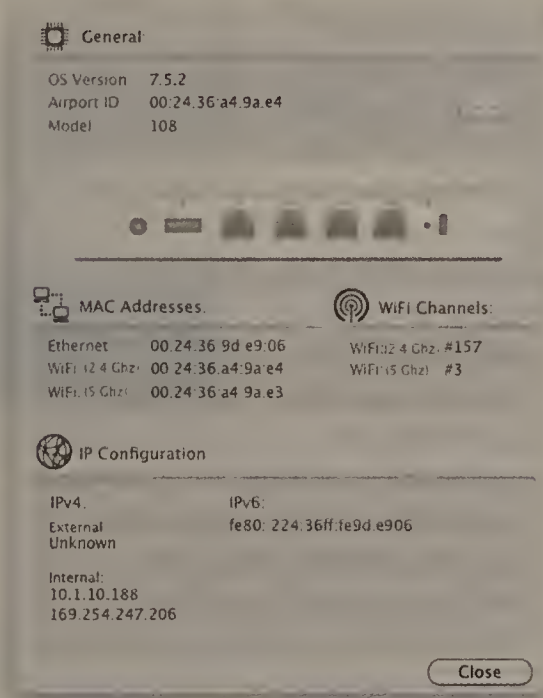 General
OS Version 7.5.2
Airport ID 00:24.36:a4.9a.e4
Model 108
MAC Addresses.
WiFi Channels:
Ethernet 00.24.36 9d e9:06
WiFi (2 4 Ghz) #157
WiFi (2 4 Ghz) 00 24:36.a4:9a:e4
WiFi (5 Ghz) #3
WiFi (5 Ghz) 00.24:36 a4 9a.e3
IP Configuration
IPv4.
IPv6:
External
fe80: 224:36ff:fe9d.e906
Unknown
Internal:
10.1.10.188
169.254.247.206
Close